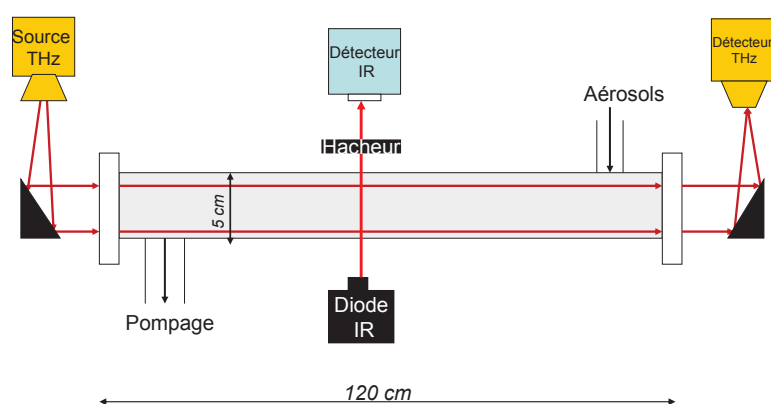 Source
THz
Détecteur
IR
Détecteur
THz
Aérosols
Hacheur
5 cm
Diode
IR
Pompage
120 cm